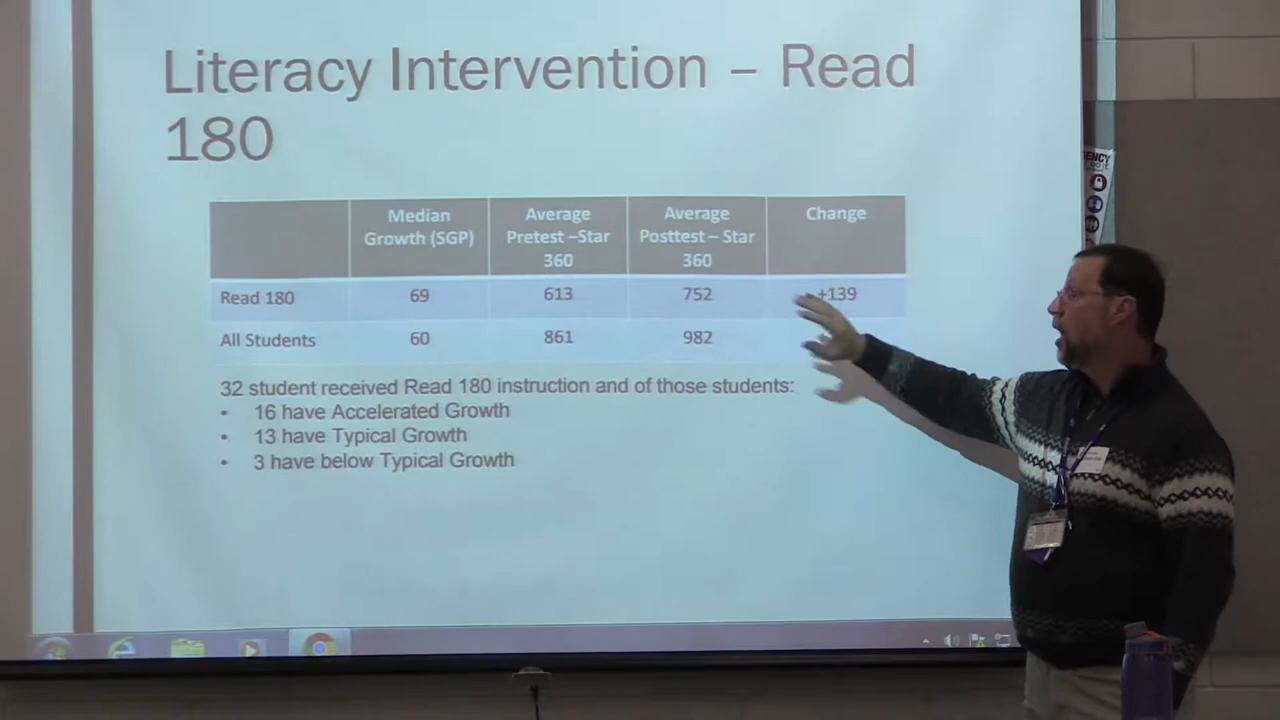 Literacy Intervention – Read
180
Median
Growth (SGP)
Average
Pretest –Star
360
Average
Posttest – Star
360
Change
Read 180 69 613 752 +139
All Students 60 861 982
32 student received Read 180 instruction and of those students:
• 16 have Accelerated Growth
• 13 have Typical Growth
• 3 have below Typical Growth